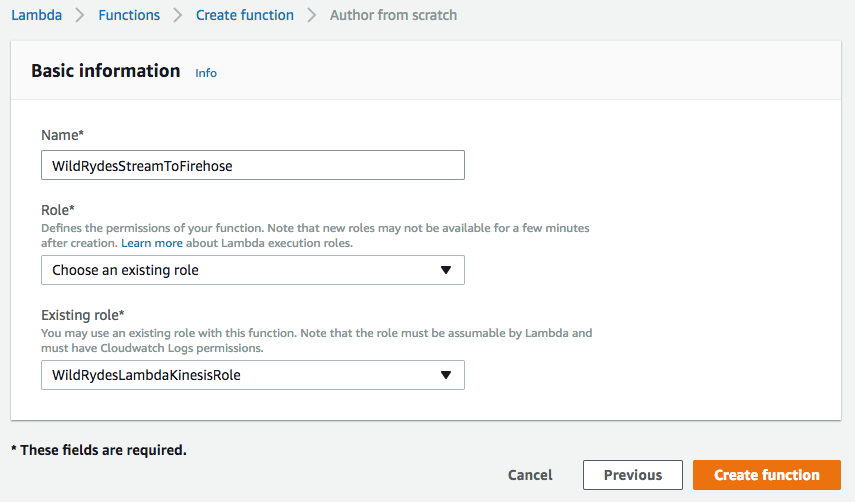 Lambda > Functions > Create function > Author from scratch
Basic information Info
Name*
WildRydesStreamToFirehose
Role*
Defines the permissions of your function. Note that new roles may not be available for a few minutes
after creation. Learn more about Lambda execution roles.
Choose an existing role
Existing role*
You may use an existing role with this function. Note that the role must be assumable by Lambda and
must have Cloudwatch Logs permissions.
WildRydesLambdaKinesisRole
* These fields are required.
Cancel Previous Create function